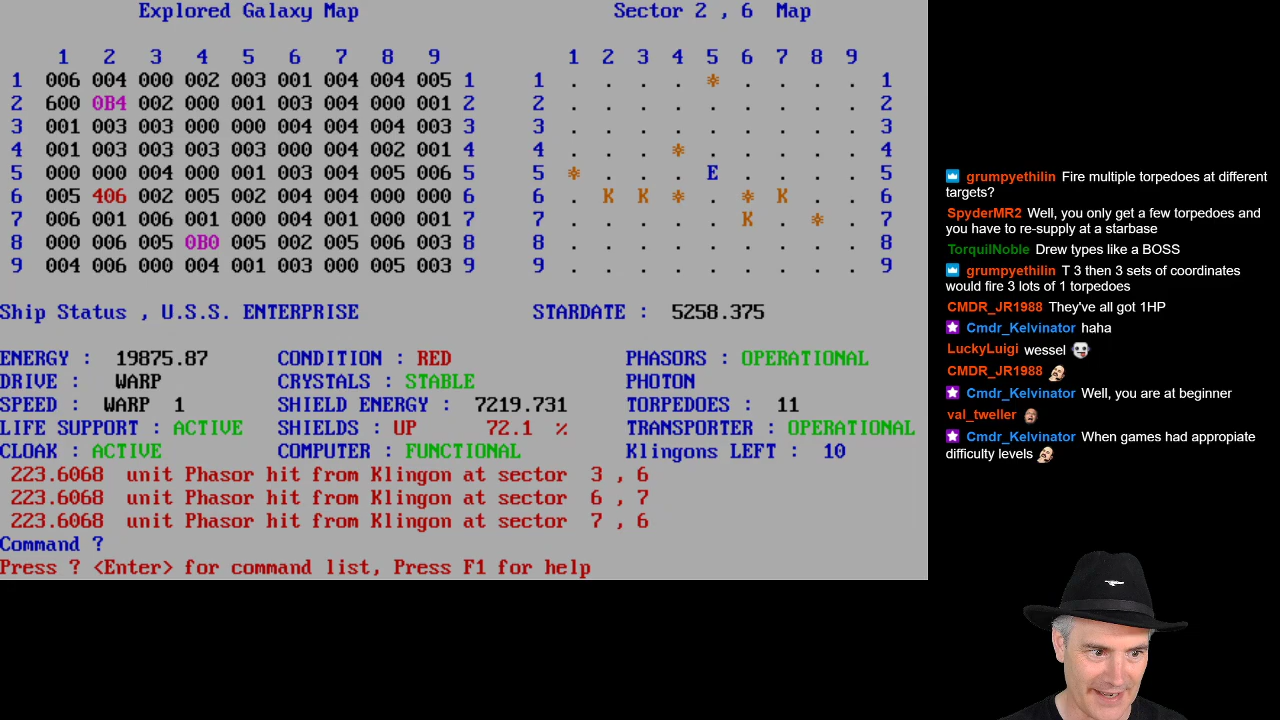 Explored Galaxy Map
Sector 2 , 6 Map
1 2 3 4 5 6 7 8 9
1 2 3 4 5 6 7 8 9
1 006 004 000 002 003 001 004 004 005 1
1 . . . . * . . . . 1
2 600 0B4 002 000 001 003 004 000 001 2
2 . . . . . . . . . 2
3 001 003 003 000 000 004 004 004 003 3
3 . . . . . . . . . 3
4 001 003 003 003 003 000 004 002 001 4
4 . . . * . . . . . 4
5 000 000 004 000 001 003 004 005 006 5
5 * . . . E . . . . 5
6 005 406 002 005 002 004 004 000 000 6
6 . K K * . * K . . 6
7 006 001 006 001 000 004 001 000 001 7
7 . . . . . K . * . 7
8 000 006 005 0B0 005 002 005 006 003 8
8 . . . . . . . . . 8
9 004 006 000 004 001 003 000 005 003 9
9 . . . . . . . . . 9
Ship Status , U.S.S. ENTERPRISE
STARDATE : 5258.375
ENERGY : 19875.87 CONDITION : RED PHASORS : OPERATIONAL
DRIVE : WARP CRYSTALS : STABLE PHOTON
SPEED : WARP 1 SHIELD ENERGY : 7219.731 TORPEDOES : 11
LIFE SUPPORT : ACTIVE SHIELDS : UP 72.1 % TRANSPORTER : OPERATIONAL
CLOAK : ACTIVE COMPUTER : FUNCTIONAL Klingons LEFT : 10
223.6068 unit Phasor hit from Klingon at sector 3 , 6
223.6068 unit Phasor hit from Klingon at sector 6 , 7
223.6068 unit Phasor hit from Klingon at sector 7 , 6
Command ?
Press ? <Enter> for command list, Press F1 for help
grumpyethilin Fire multiple torpedoes at different
targets?
SpyderMR2 Well, you only get a few torpedoes and
you have to re-supply at a starbase
TorquilNoble Drew types like a BOSS
grumpyethilin T 3 then 3 sets of coordinates
would fire 3 lots of 1 torpedoes
CMDR_JR1988 They've all got 1HP
Cmdr_Kelvinator haha
LuckyLuigi wessel
CMDR_JR1988
Cmdr_Kelvinator Well, you are at beginner
val_tweller
Cmdr_Kelvinator When games had appropiate
difficulty levels